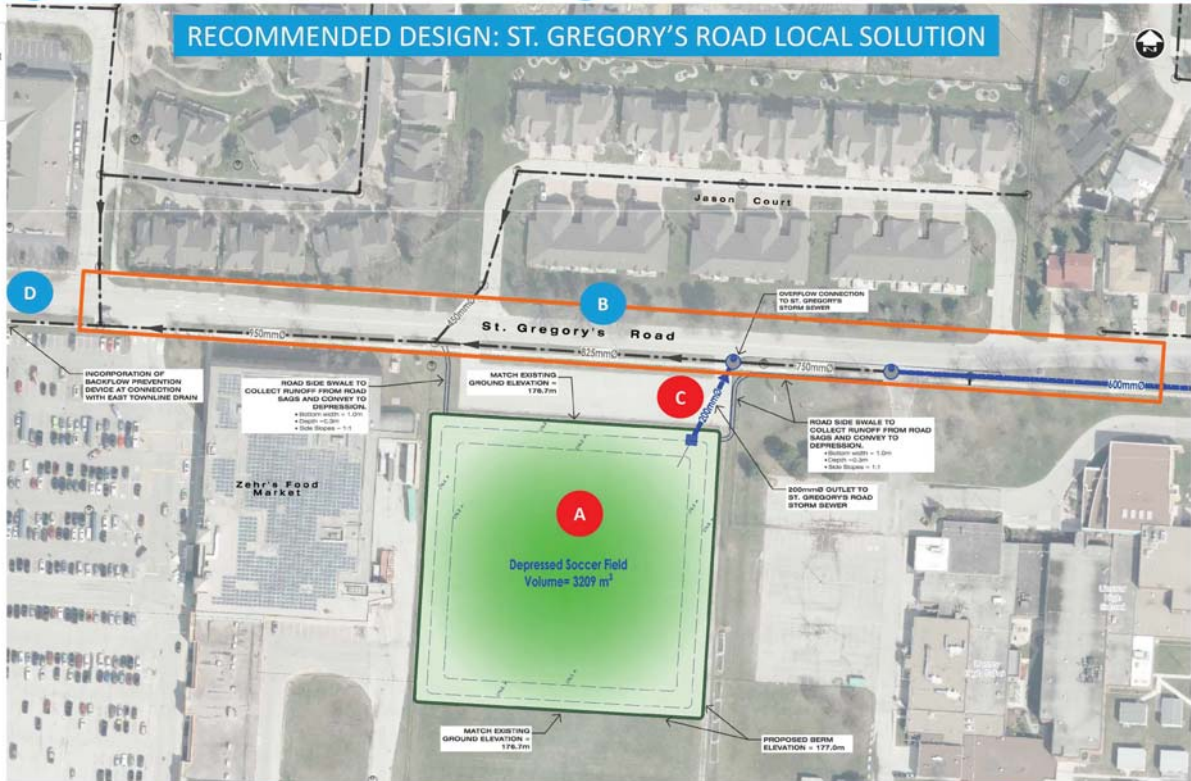 RECOMMENDED DESIGN: ST. GREGORY'S ROAD LOCAL SOLUTION
Jason Court
D
B
OVERFLOW CONNECTION
TO ST. GREGORY'S
STORM SEWER
450mmØ
St. Gregory's Road
950mmØ
825mmØ
750mmØ
600mmØ
INCORPORATION OF
BACKFLOW PREVENTION
DEVICE AT CONNECTION
WITH EAST TOWNLINE DRAIN
ROAD SIDE SWALE TO
COLLECT RUNOFF FROM ROAD
SAGS AND CONVEY TO
DEPRESSION.
• Bottom width = 1.0m
• Depth =0.3m
• Side Slopes = 1:1
MATCH EXISTING
GROUND ELEVATION =
176.7m
C
200mmØ
ROAD SIDE SWALE TO
COLLECT RUNOFF FROM ROAD
SAGS AND CONVEY TO
DEPRESSION.
• Bottom width = 1.0m
• Depth =0.3m
• Side Slopes = 1:1
200mmØ OUTLET TO
ST. GREGORY'S ROAD
STORM SEWER
Zehr's Food
Market
A
Depressed Soccer Field
Volume= 3209 m³
MATCH EXISTING
GROUND ELEVATION =
176.7m
PROPOSED BERM
ELEVATION = 177.0m